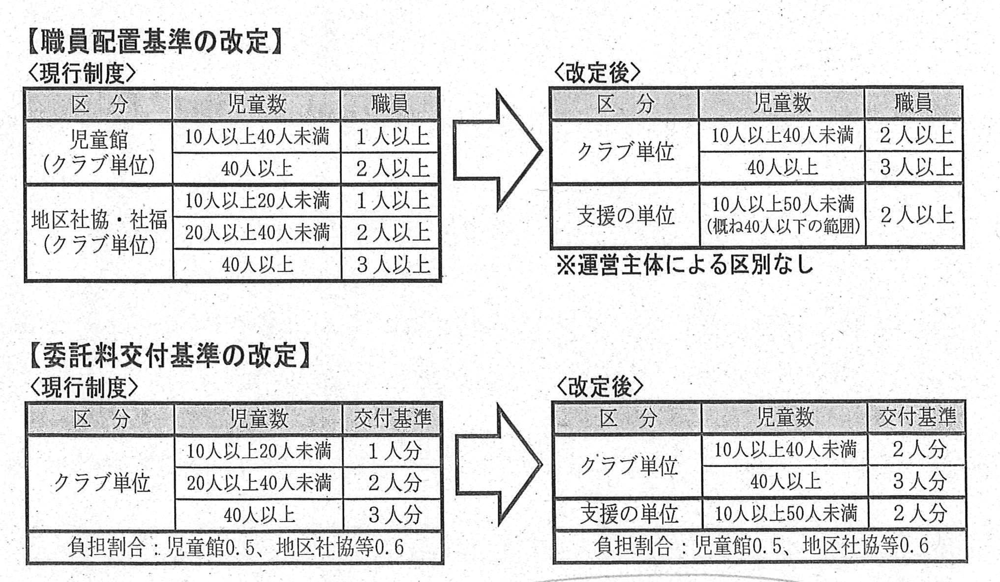 【職員配置基準の改定】
〈現行制度〉
区　分　児童数　職員
児童館
(クラブ単位)
10人以上40人未満　1人以上
40人以上　2人以上
地区社協・社福
(クラブ単位)
10人以上20人未満　1人以上
20人以上40人未満　2人以上
40人以上　3人以上
〈改定後〉
区　分　児童数　職員
クラブ単位
10人以上40人未満　2人以上
40人以上　3人以上
支援の単位
10人以上50人未満
(概ね40人以下の範囲)
2人以上
※運営主体による区別なし
【委託料交付基準の改定】
〈現行制度〉
区　分　児童数　交付基準
クラブ単位
10人以上20人未満　1人分
20人以上40人未満　2人分
40人以上　3人分
負担割合：児童館0.5、地区社協等0.6
〈改定後〉
区　分　児童数　交付基準
クラブ単位
10人以上40人未満　2人分
40人以上　3人分
支援の単位　10人以上50人未満　2人分
負担割合：児童館0.5、地区社協等0.6